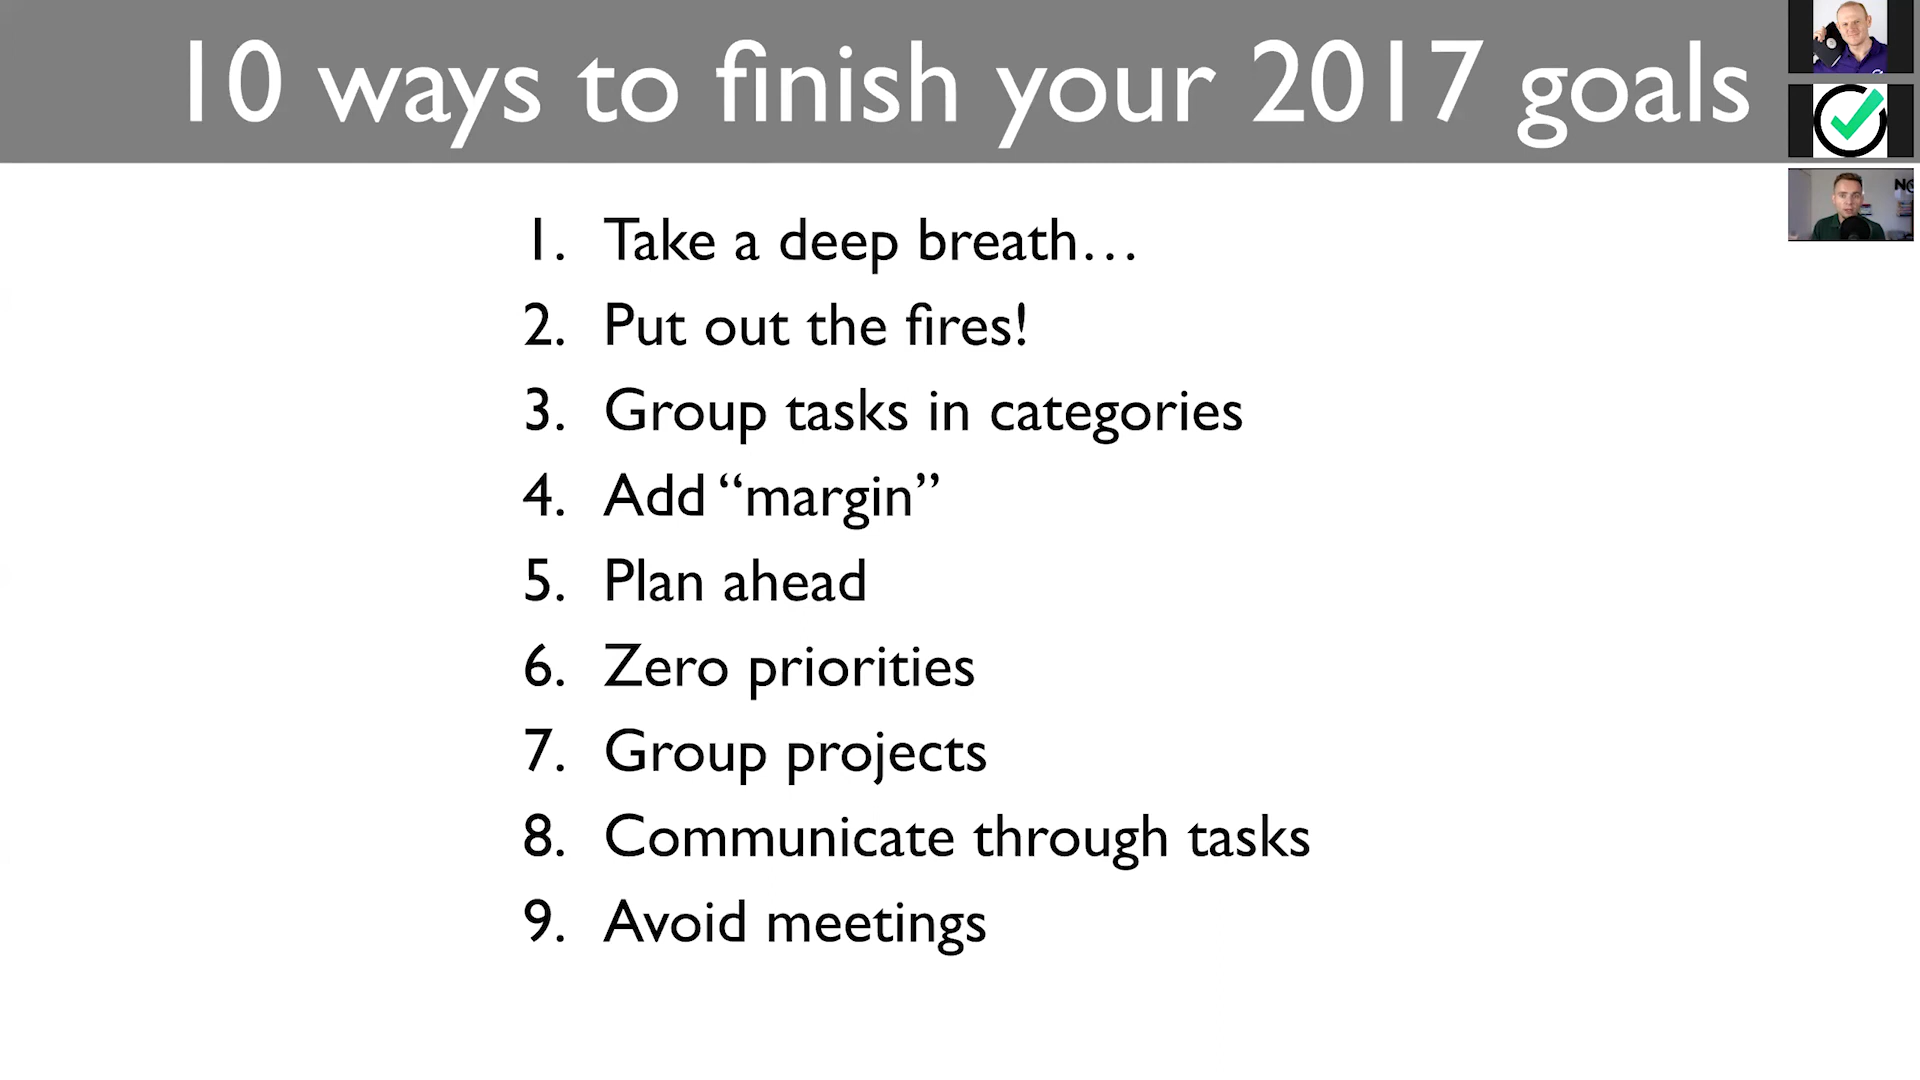 10 ways to finish your 2017 goals
1. Take a deep breath…
2. Put out the fires!
3. Group tasks in categories
4. Add “margin”
5. Plan ahead
6. Zero priorities
7. Group projects
8. Communicate through tasks
9. Avoid meetings